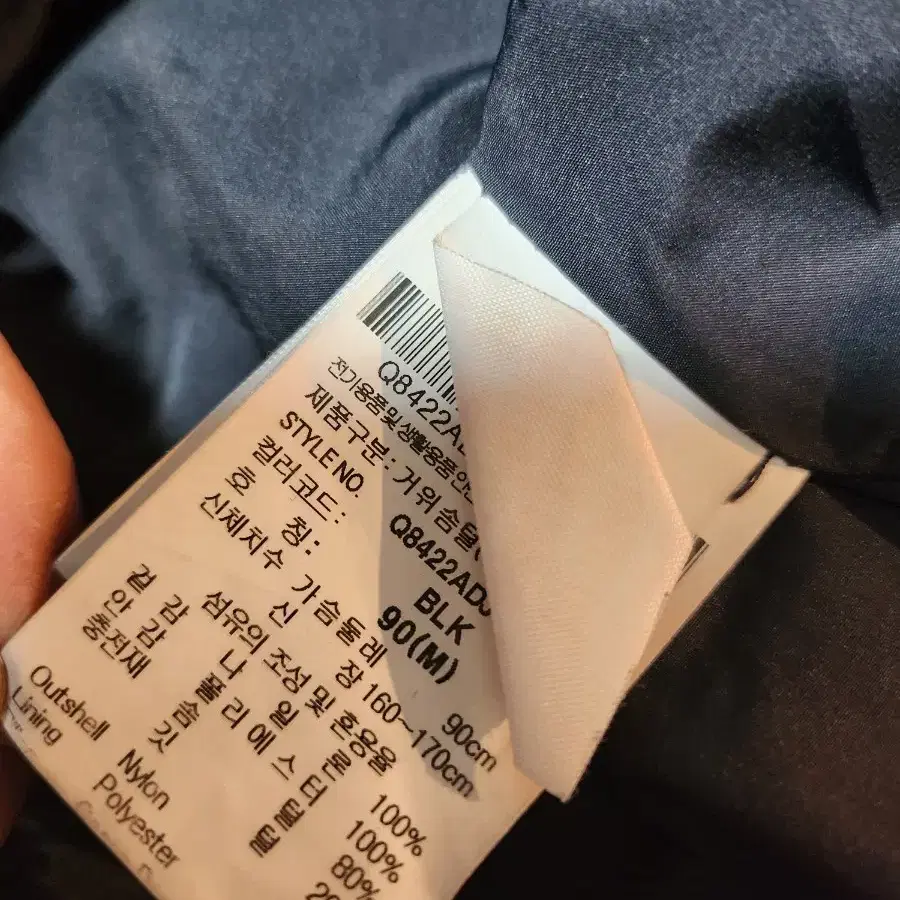 Q8422AD
전기용품및생활용품안전
제품구분: 거위솜털(
STYLE NO. Q8422ADJ
컬러코드: BLK
호 칭: 90(M)
신체치수 가슴둘레 90cm
신 장 160~170cm
섬유의 조성 및 혼용율
겉 감 나 일 론 100%
안 감 폴 리 에 스 터 100%
충전재 솜 털 80%
깃 털
Outshell Nylon
Lining Polyester